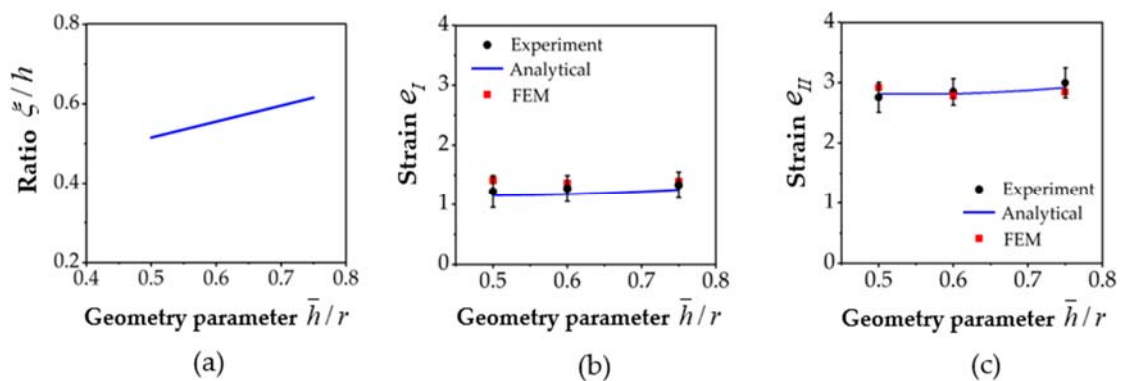 Ratio ξ/h
0.8
0.6
0.4
0.2
0.4 0.5 0.6 0.7 0.8
Geometry parameter h̄/r
(a)
Strain e_I
4
3
2
1
0
Experiment
Analytical
FEM
0.5 0.6 0.7 0.8
Geometry parameter h̄/r
(b)
Strain e_II
4
3
2
1
0
Experiment
Analytical
FEM
0.5 0.6 0.7 0.8
Geometry parameter h̄/r
(c)